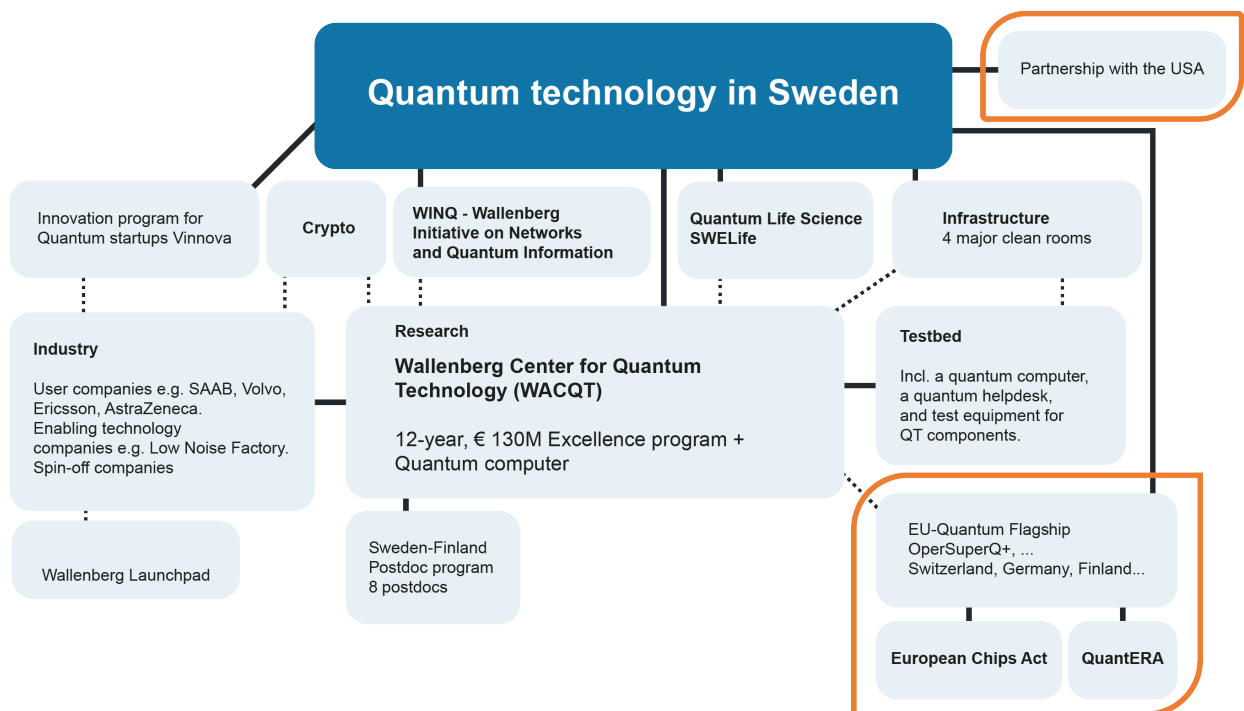 Quantum technology in Sweden
Partnership with the USA
Innovation program for
Quantum startups Vinnova
Crypto
WINQ - Wallenberg
Initiative on Networks
and Quantum Information
Quantum Life Science
SWELife
Infrastructure
4 major clean rooms
Industry
User companies e.g. SAAB, Volvo,
Ericsson, AstraZeneca.
Enabling technology
companies e.g. Low Noise Factory.
Spin-off companies
Research
Wallenberg Center for Quantum
Technology (WACQT)
12-year, € 130M Excellence program +
Quantum computer
Testbed
Incl. a quantum computer,
a quantum helpdesk,
and test equipment for
QT components.
Wallenberg Launchpad
Sweden-Finland
Postdoc program
8 postdocs
EU-Quantum Flagship
OperSuperQ+, ...
Switzerland, Germany, Finland...
European Chips Act
QuantERA